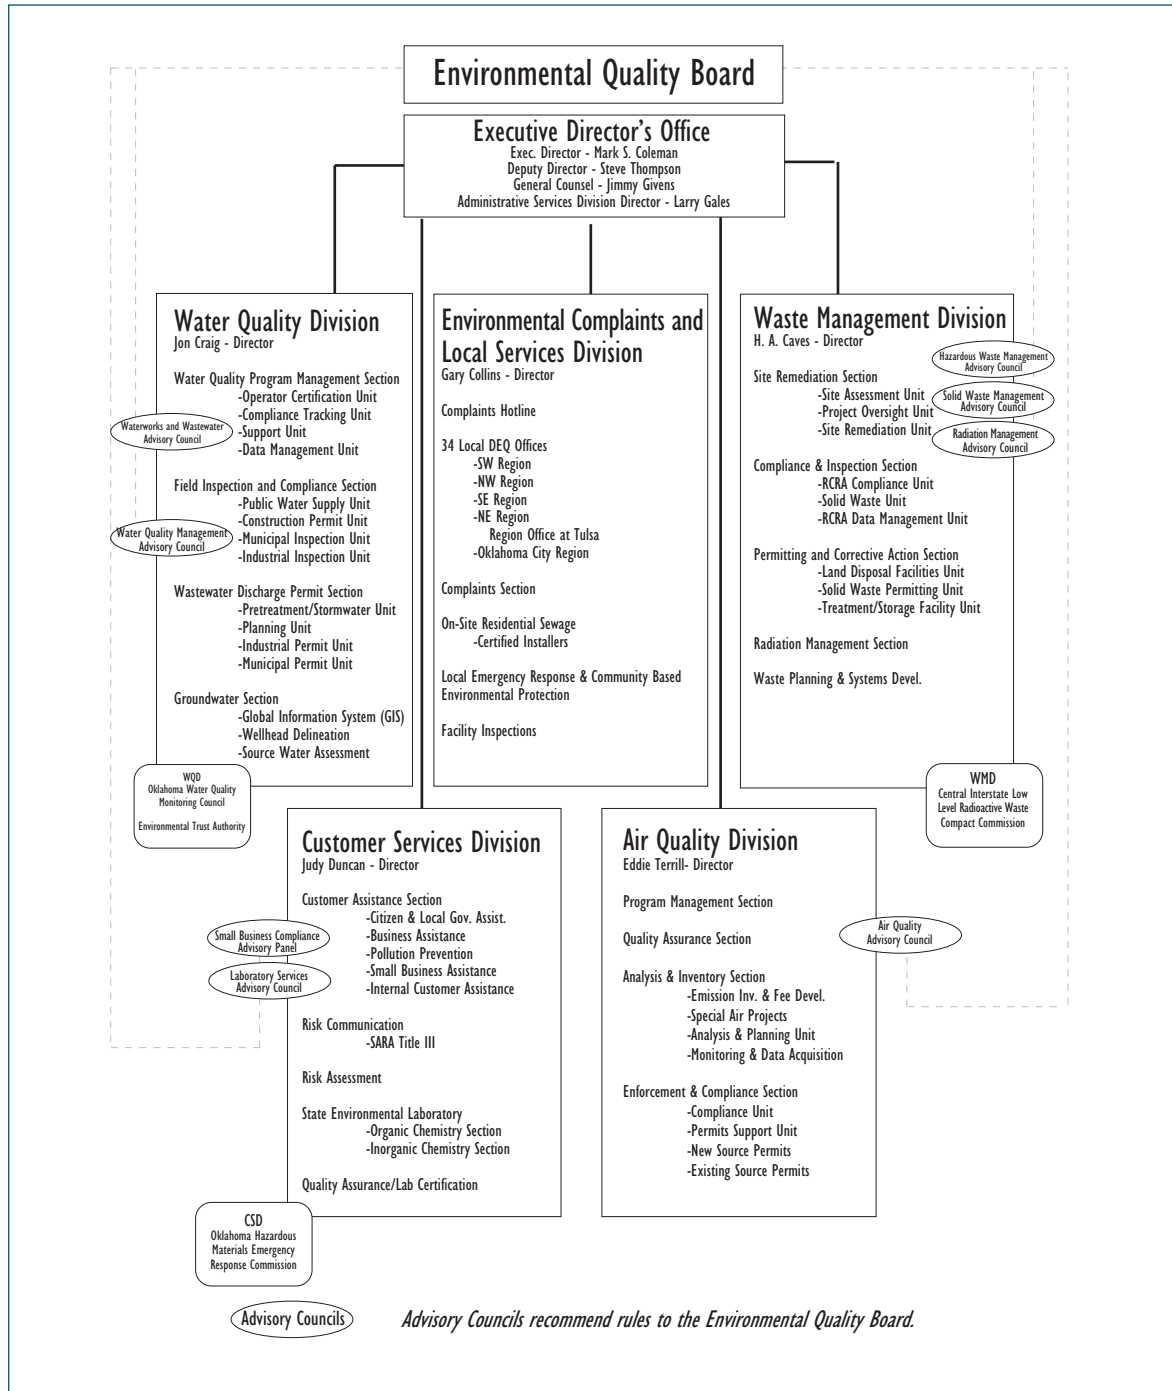 Environmental Quality Board
Executive Director's Office
Exec. Director - Mark S. Coleman
Deputy Director - Steve Thompson
General Counsel - Jimmy Givens
Administrative Services Division Director - Larry Gales
Water Quality Division
Jon Craig - Director
Water Quality Program Management Section
-Operator Certification Unit
-Compliance Tracking Unit
-Support Unit
-Data Management Unit
Waterworks and Wastewater
Advisory Council
Field Inspection and Compliance Section
-Public Water Supply Unit
-Construction Permit Unit
-Municipal Inspection Unit
-Industrial Inspection Unit
Water Quality Management
Advisory Council
Wastewater Discharge Permit Section
-Pretreatment/Stormwater Unit
-Planning Unit
-Industrial Permit Unit
-Municipal Permit Unit
Groundwater Section
-Global Information System (GIS)
-Wellhead Delineation
-Source Water Assessment
WQD
Oklahoma Water Quality
Monitoring Council
Environmental Trust Authority
Environmental Complaints and
Local Services Division
Gary Collins - Director
Complaints Hotline
34 Local DEQ Offices
-SW Region
-NW Region
-SE Region
-NE Region
Region Office at Tulsa
-Oklahoma City Region
Complaints Section
On-Site Residential Sewage
-Certified Installers
Local Emergency Response & Community Based
Environmental Protection
Facility Inspections
Waste Management Division
H. A. Caves - Director
Hazardous Waste Management
Advisory Council
Solid Waste Management
Advisory Council
Radiation Management
Advisory Council
Site Remediation Section
-Site Assessment Unit
-Project Oversight Unit
-Site Remediation Unit
Compliance & Inspection Section
-RCRA Compliance Unit
-Solid Waste Unit
-RCRA Data Management Unit
Permitting and Corrective Action Section
-Land Disposal Facilities Unit
-Solid Waste Permitting Unit
-Treatment/Storage Facility Unit
Radiation Management Section
Waste Planning & Systems Devel.
WMD
Central Interstate Low
Level Radioactive Waste
Compact Commission
Customer Services Division
Judy Duncan - Director
Customer Assistance Section
-Citizen & Local Gov. Assist.
-Business Assistance
-Pollution Prevention
-Small Business Assistance
-Internal Customer Assistance
Small Business Compliance
Advisory Panel
Laboratory Services
Advisory Council
Risk Communication
-SARA Title III
Risk Assessment
State Environmental Laboratory
-Organic Chemistry Section
-Inorganic Chemistry Section
Quality Assurance/Lab Certification
CSD
Oklahoma Hazardous
Materials Emergency
Response Commission
Air Quality Division
Eddie Terrill- Director
Program Management Section
Quality Assurance Section
Air Quality
Advisory Council
Analysis & Inventory Section
-Emission Inv. & Fee Devel.
-Special Air Projects
-Analysis & Planning Unit
-Monitoring & Data Acquisition
Enforcement & Compliance Section
-Compliance Unit
-Permits Support Unit
-New Source Permits
-Existing Source Permits
Advisory Councils
Advisory Councils recommend rules to the Environmental Quality Board.